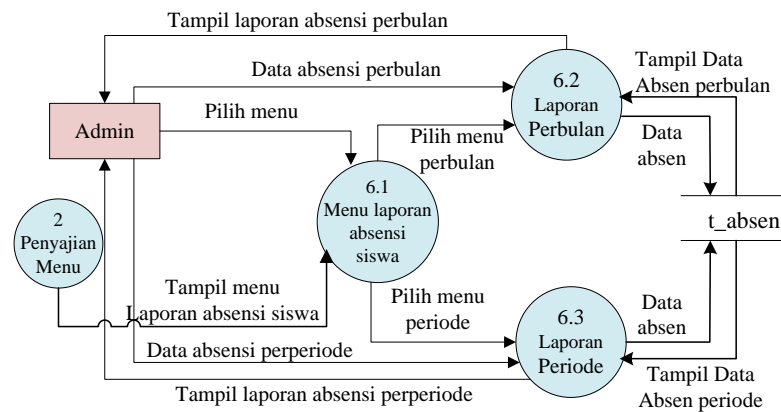 Tampil laporan absensi perbulan
Data absensi perbulan
Pilih menu
Admin
6.2
Laporan
Perbulan
Tampil Data
Absen perbulan
Data
absen
Pilih menu
perbulan
6.1
Menu laporan
absensi
siswa
t_absen
2
Penyajian
Menu
Tampil menu
Laporan absensi siswa
Pilih menu
periode
6.3
Laporan
Periode
Data
absen
Data absensi perperiode
Tampil laporan absensi perperiode
Tampil Data
Absen periode